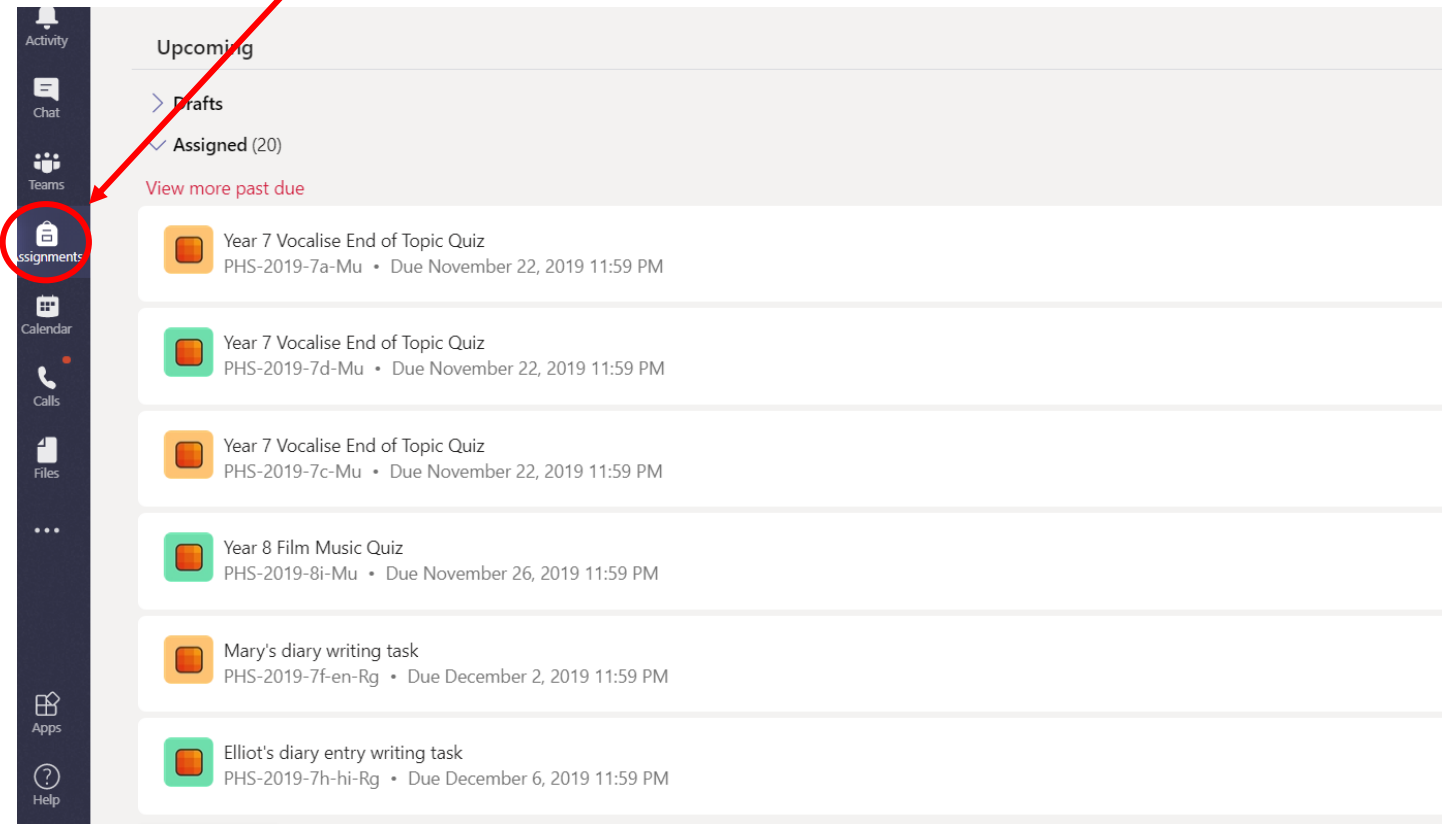 Activity
Chat
Teams
ssignments
Calendar
Calls
Files
Apps
Help
Upcoming
Drafts
Assigned (20)
View more past due
Year 7 Vocalise End of Topic Quiz
PHS-2019-7a-Mu • Due November 22, 2019 11:59 PM
Year 7 Vocalise End of Topic Quiz
PHS-2019-7d-Mu • Due November 22, 2019 11:59 PM
Year 7 Vocalise End of Topic Quiz
PHS-2019-7c-Mu • Due November 22, 2019 11:59 PM
Year 8 Film Music Quiz
PHS-2019-8i-Mu • Due November 26, 2019 11:59 PM
Mary's diary writing task
PHS-2019-7f-en-Rg • Due December 2, 2019 11:59 PM
Elliot's diary entry writing task
PHS-2019-7h-hi-Rg • Due December 6, 2019 11:59 PM